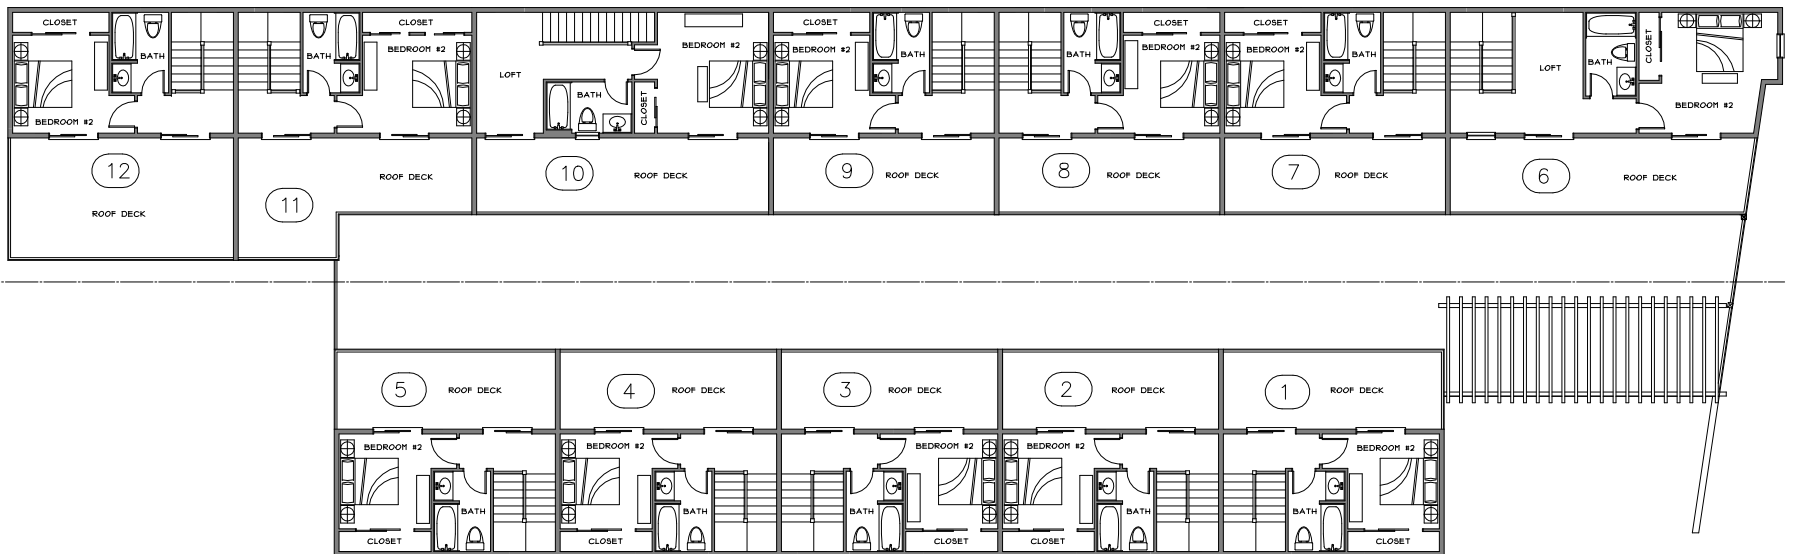 CLOSET
BATH
BEDROOM #2
12
ROOF DECK
BATH
CLOSET
BEDROOM #2
11
ROOF DECK
LOFT
BATH
CLOSET
BEDROOM #2
10
ROOF DECK
CLOSET
BEDROOM #2
BATH
9
ROOF DECK
BATH
CLOSET
BEDROOM #2
8
ROOF DECK
CLOSET
BEDROOM #2
BATH
7
ROOF DECK
LOFT
BATH
CLOSET
BEDROOM #2
6
ROOF DECK
5
ROOF DECK
BEDROOM #2
BATH
CLOSET
4
ROOF DECK
BEDROOM #2
BATH
CLOSET
3
ROOF DECK
BEDROOM #2
BATH
CLOSET
2
ROOF DECK
BEDROOM #2
BATH
CLOSET
1
ROOF DECK
BEDROOM #2
BATH
CLOSET